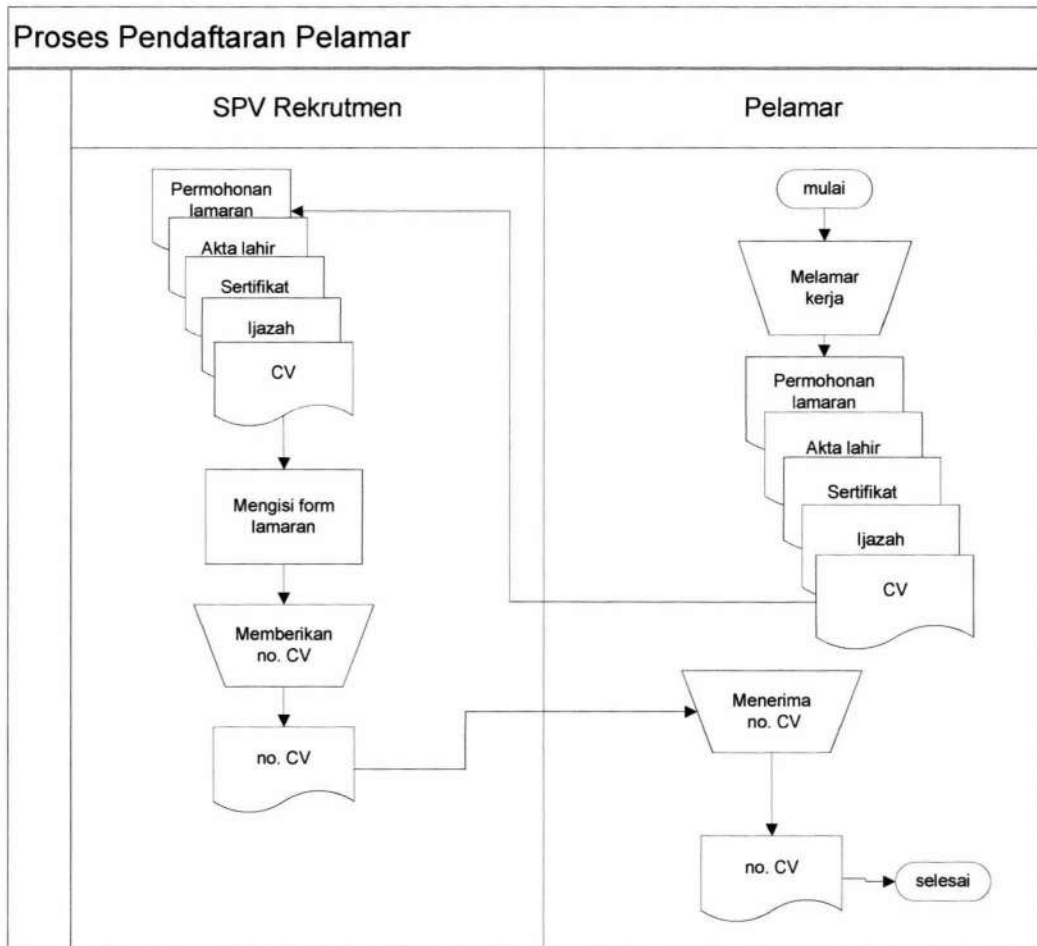 Proses Pendaftaran Pelamar
SPV Rekrutmen
Pelamar
Permohonan
lamaran
Akta lahir
Sertifikat
Ijazah
CV
Mengisi form
lamaran
Memberikan
no. CV
no. CV
mulai
Melamar
kerja
Permohonan
lamaran
Akta lahir
Sertifikat
Ijazah
CV
Menerima
no. CV
no. CV
selesai